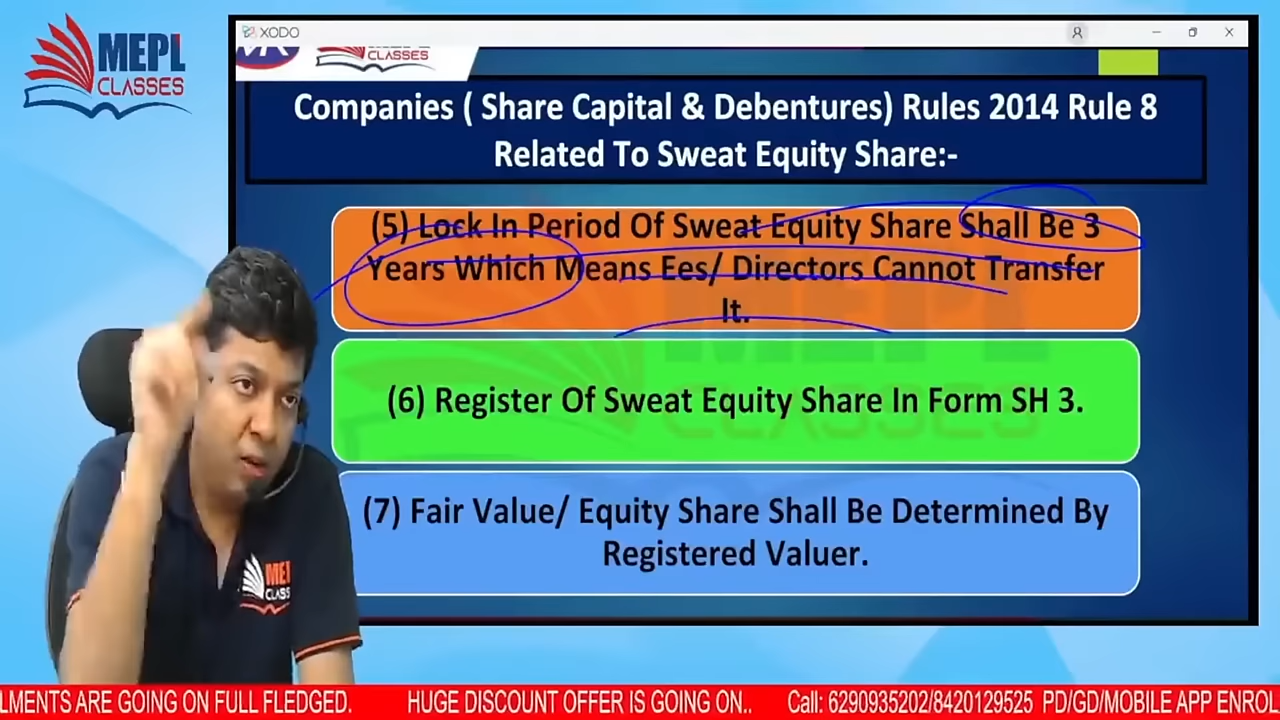 MEPL
CLASSES
XODO
CLASSES
Companies ( Share Capital & Debentures) Rules 2014 Rule 8
Related To Sweat Equity Share:-
(5) Lock In Period Of Sweat Equity Share Shall Be 3
Years Which Means Ees/ Directors Cannot Transfer
It.
(6) Register Of Sweat Equity Share In Form SH 3.
(7) Fair Value/ Equity Share Shall Be Determined By
Registered Valuer.
MEPL
CLASSES
LLMENTS ARE GOING ON FULL FLEDGED. HUGE DISCOUNT OFFER IS GOING ON.. Call: 6290935202/8420129525 PD/GD/MOBILE APP ENROL